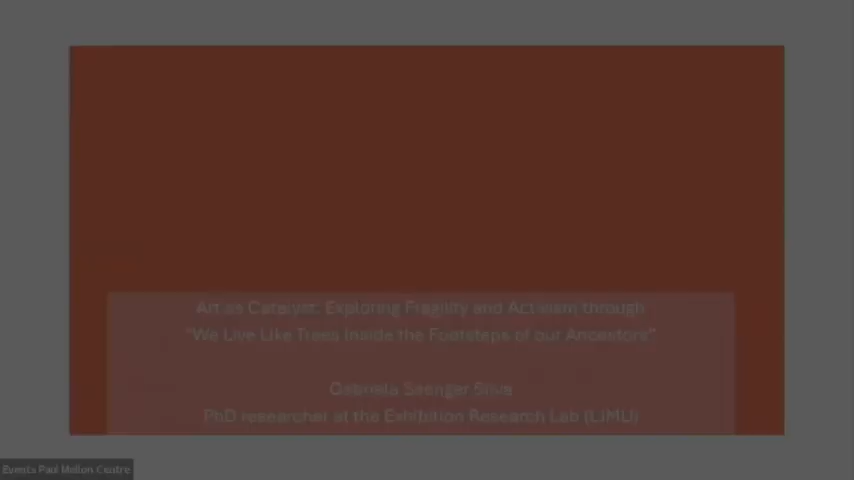 Art as Catalyst: Exploring Fragility and Activism through
"We Live Like Trees Inside the Footsteps of our Ancestors"
Gabriela Saenger Silva
PhD researcher at the Exhibition Research Lab (LJMU)
Events Paul Mellon Centre